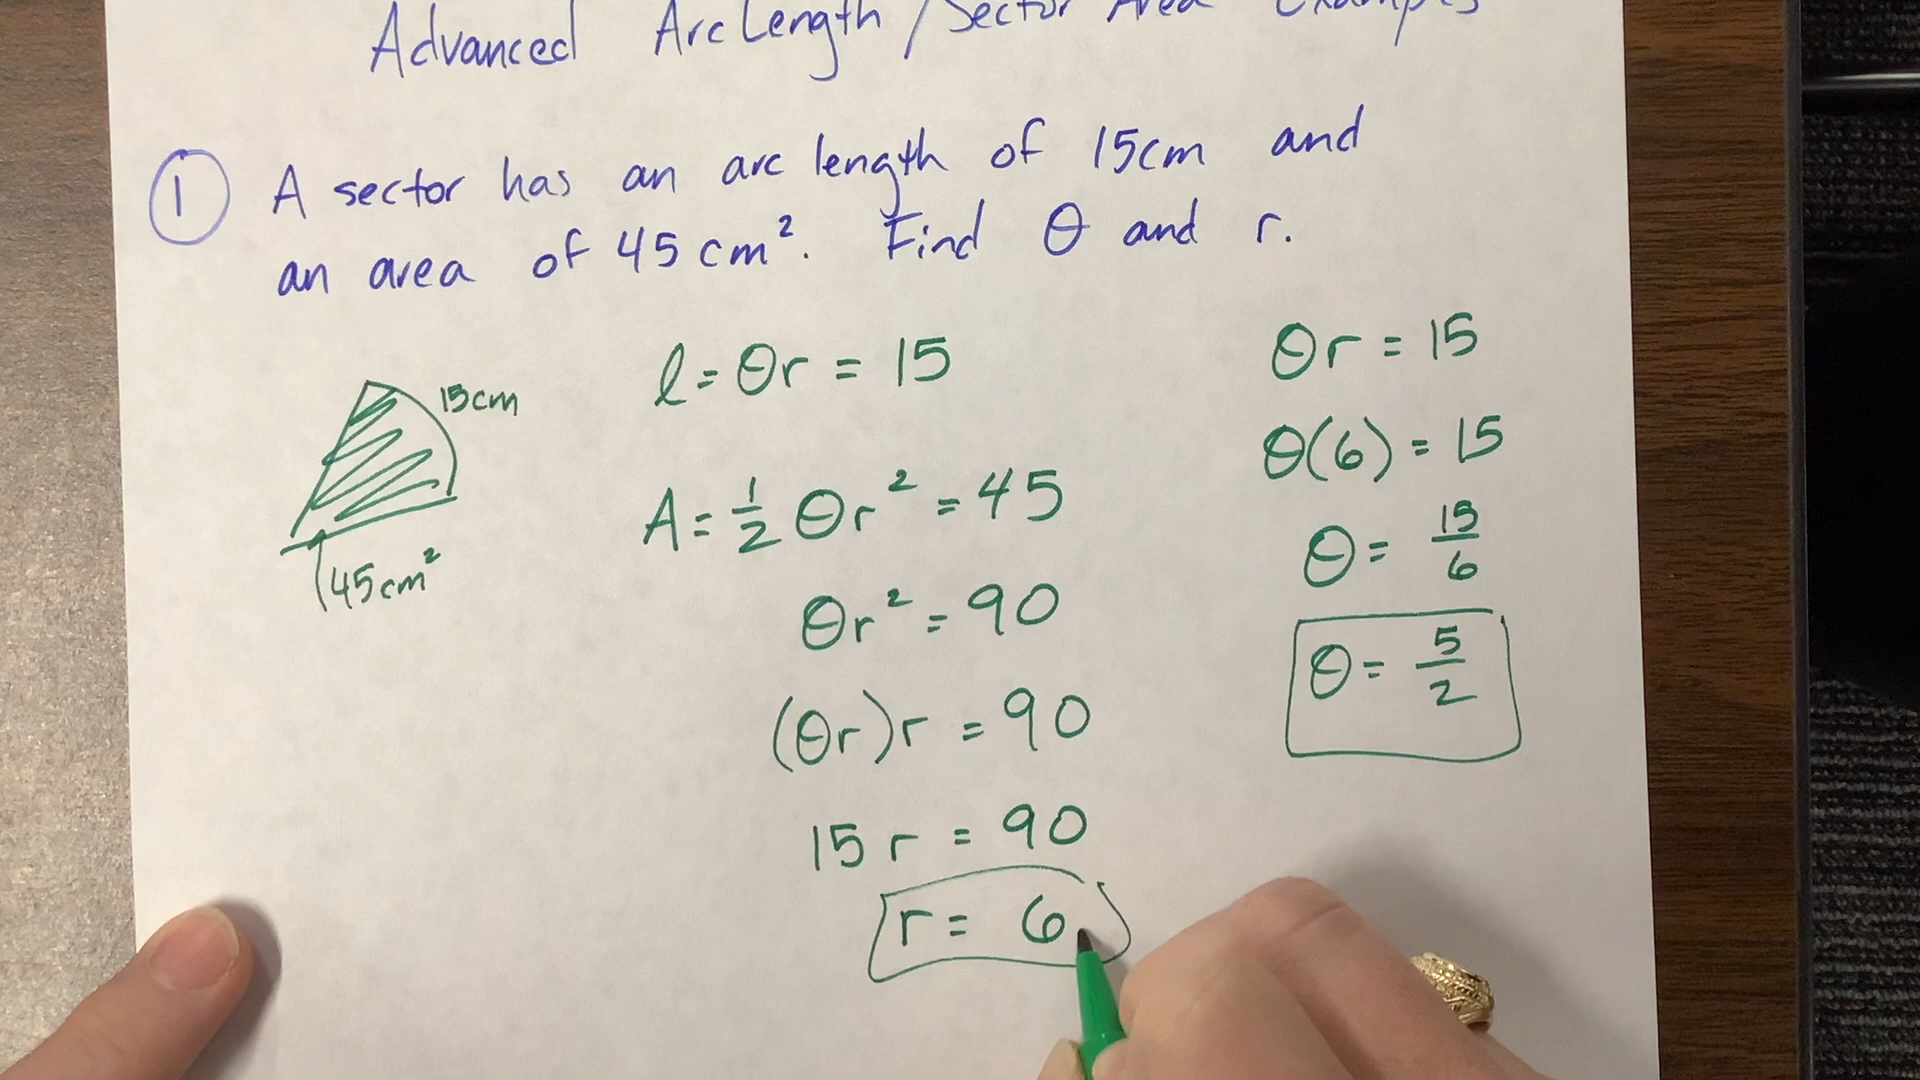 Advanced Arc Length / Sector Area Examples
① A sector has an arc length of 15cm and
an area of 45 cm². Find θ and r.
15cm
45cm²
l = θr = 15
A = 1/2 θr² = 45
θr² = 90
(θr)r = 90
15r = 90
r = 6
θr = 15
θ(6) = 15
θ = 15/6
θ = 5/2